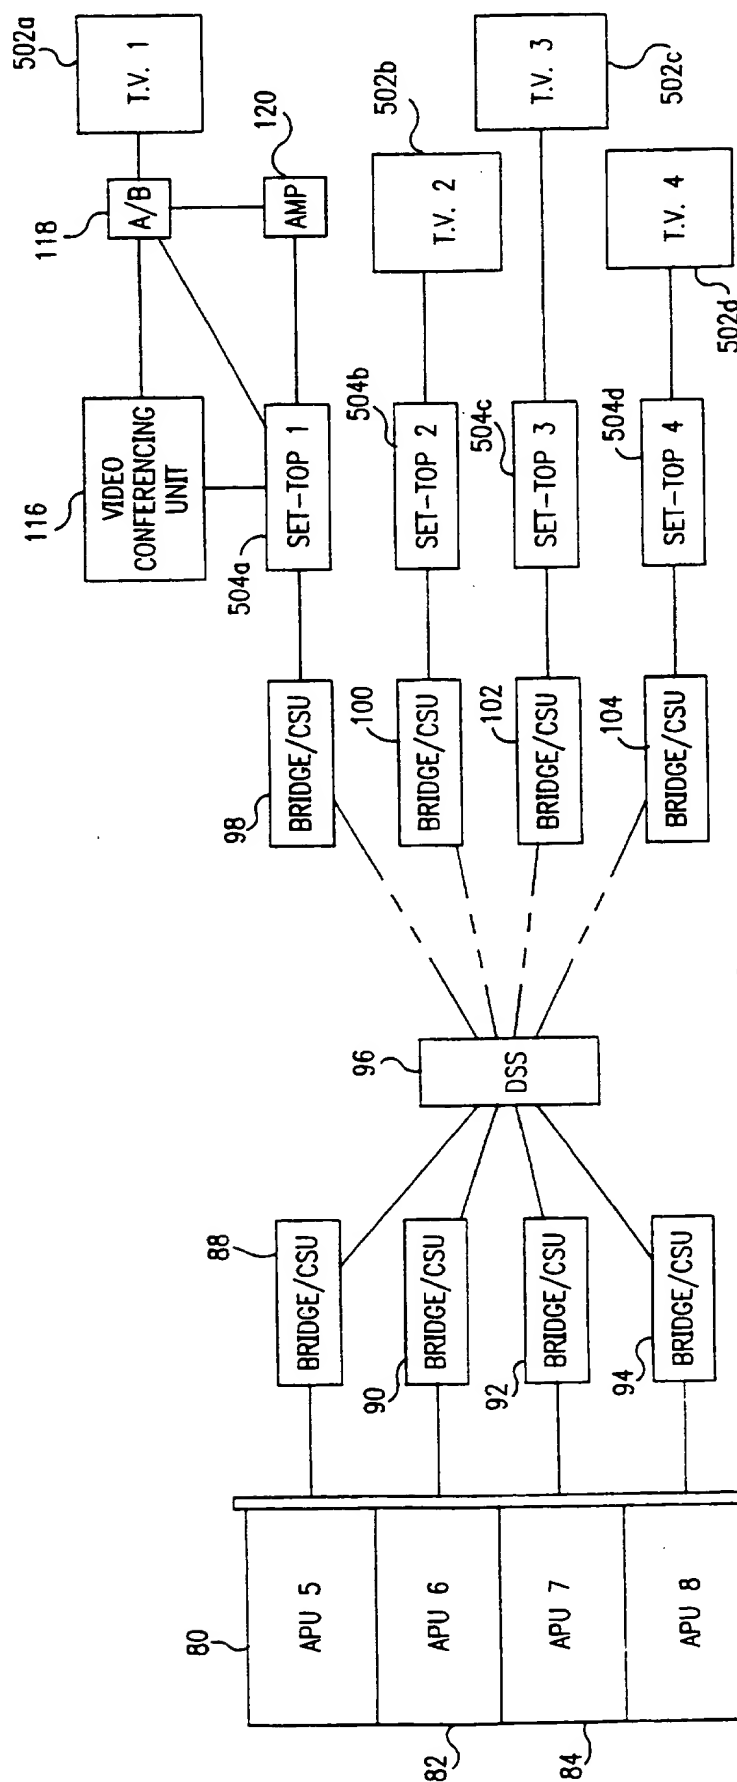 80
APU 5
APU 6
82
APU 7
84
APU 8
88
BRIDGE/CSU
90
BRIDGE/CSU
92
BRIDGE/CSU
94
BRIDGE/CSU
96
DSS
98
BRIDGE/CSU
100
BRIDGE/CSU
102
BRIDGE/CSU
104
BRIDGE/CSU
116
VIDEO
CONFERENCING
UNIT
504a
SET-TOP 1
504b
SET-TOP 2
504c
SET-TOP 3
504d
SET-TOP 4
118
A/B
120
AMP
502a
T.V. 1
502b
T.V. 2
T.V. 3
502c
T.V. 4
502d